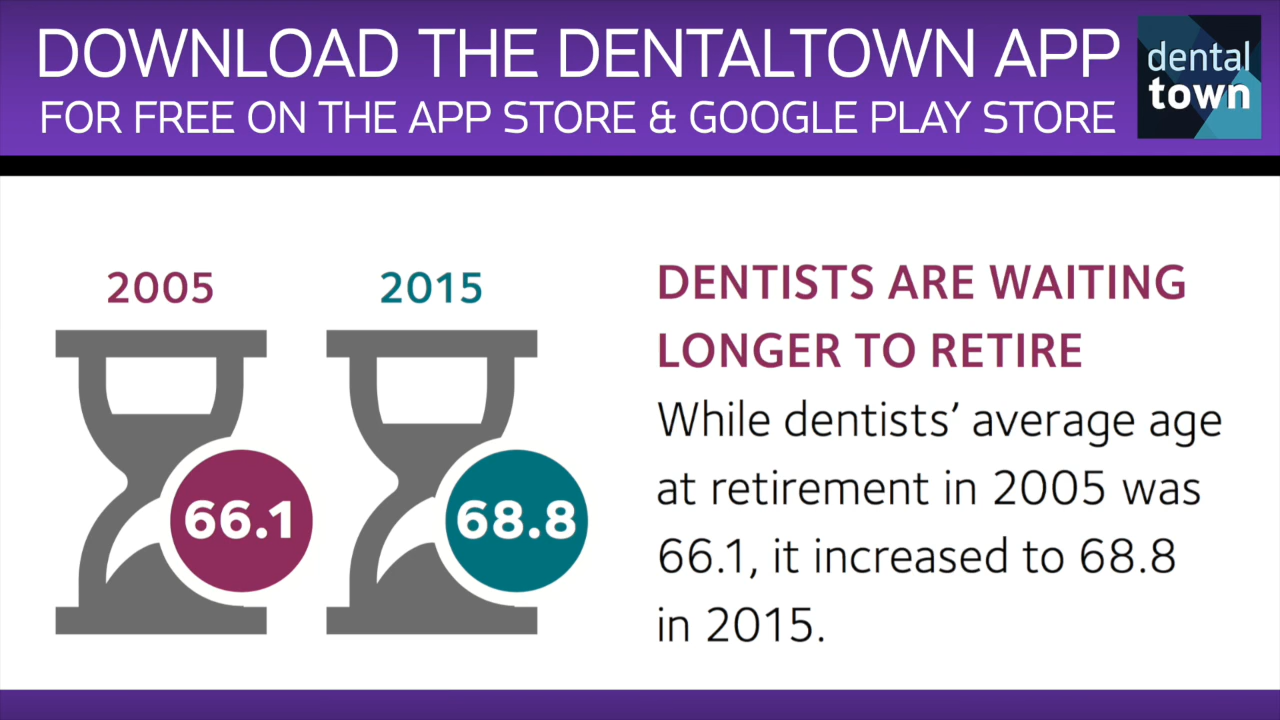 DOWNLOAD THE DENTALTOWN APP
FOR FREE ON THE APP STORE & GOOGLE PLAY STORE
dental
town
2005
2015
66.1
68.8
DENTISTS ARE WAITING
LONGER TO RETIRE
While dentists’ average age
at retirement in 2005 was
66.1, it increased to 68.8
in 2015.